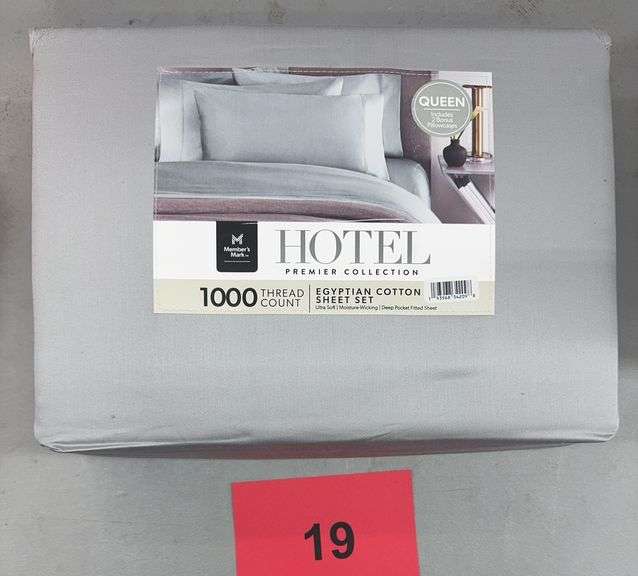 QUEEN
Includes
2 Bonus
Pillowcases
Member's
Mark™
HOTEL
PREMIER COLLECTION
1000 THREAD
COUNT
EGYPTIAN COTTON
SHEET SET
Ultra Soft | Moisture-Wicking | Deep Pocket Fitted Sheet
19